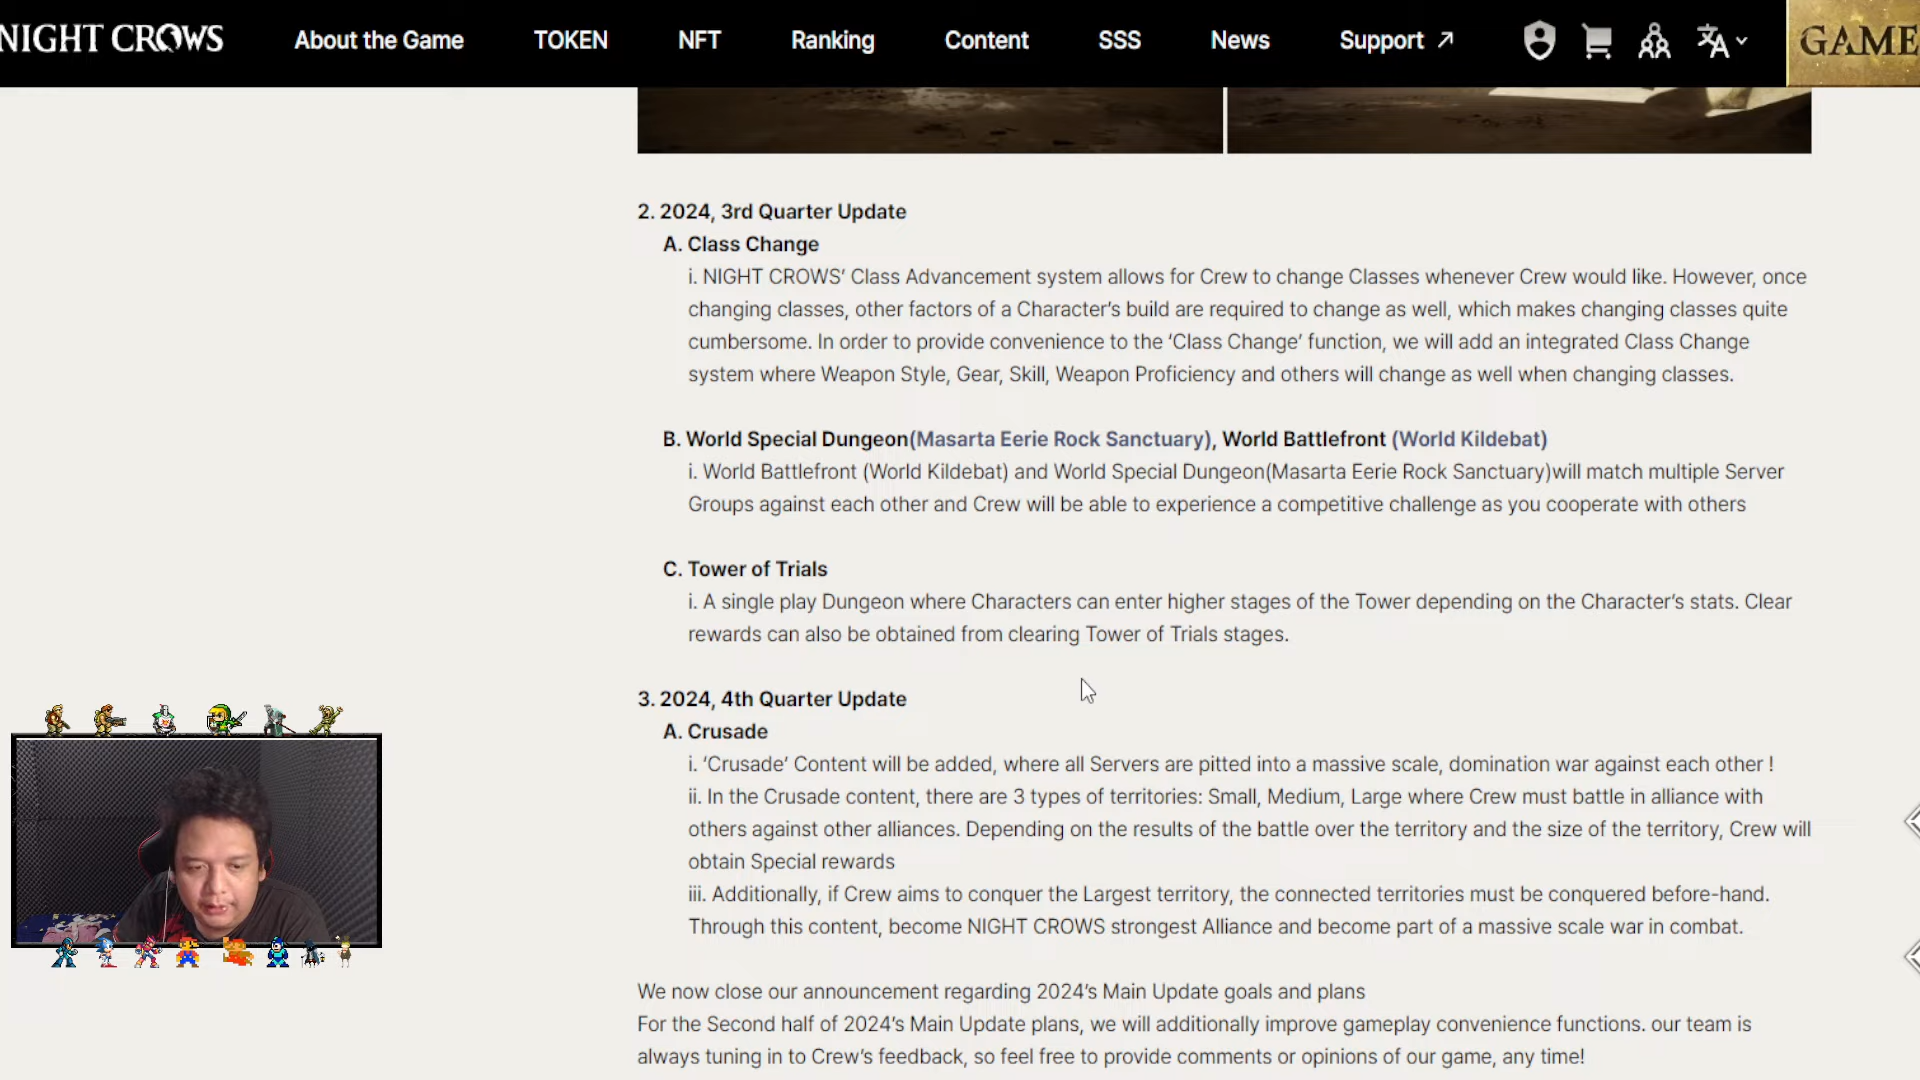 NIGHT CROWS
About the Game
TOKEN
NFT
Ranking
Content
SSS
News
Support
GAME
2. 2024, 3rd Quarter Update
A. Class Change
i. NIGHT CROWS’ Class Advancement system allows for Crew to change Classes whenever Crew would like. However, once
changing classes, other factors of a Character’s build are required to change as well, which makes changing classes quite
cumbersome. In order to provide convenience to the ‘Class Change’ function, we will add an integrated Class Change
system where Weapon Style, Gear, Skill, Weapon Proficiency and others will change as well when changing classes.
B. World Special Dungeon(Masarta Eerie Rock Sanctuary), World Battlefront (World Kildebat)
i. World Battlefront (World Kildebat) and World Special Dungeon(Masarta Eerie Rock Sanctuary)will match multiple Server
Groups against each other and Crew will be able to experience a competitive challenge as you cooperate with others
C. Tower of Trials
i. A single play Dungeon where Characters can enter higher stages of the Tower depending on the Character’s stats. Clear
rewards can also be obtained from clearing Tower of Trials stages.
3. 2024, 4th Quarter Update
A. Crusade
i. ‘Crusade’ Content will be added, where all Servers are pitted into a massive scale, domination war against each other !
ii. In the Crusade content, there are 3 types of territories: Small, Medium, Large where Crew must battle in alliance with
others against other alliances. Depending on the results of the battle over the territory and the size of the territory, Crew will
obtain Special rewards
iii. Additionally, if Crew aims to conquer the Largest territory, the connected territories must be conquered before-hand.
Through this content, become NIGHT CROWS strongest Alliance and become part of a massive scale war in combat.
We now close our announcement regarding 2024’s Main Update goals and plans
For the Second half of 2024’s Main Update plans, we will additionally improve gameplay convenience functions. our team is
always tuning in to Crew’s feedback, so feel free to provide comments or opinions of our game, any time!